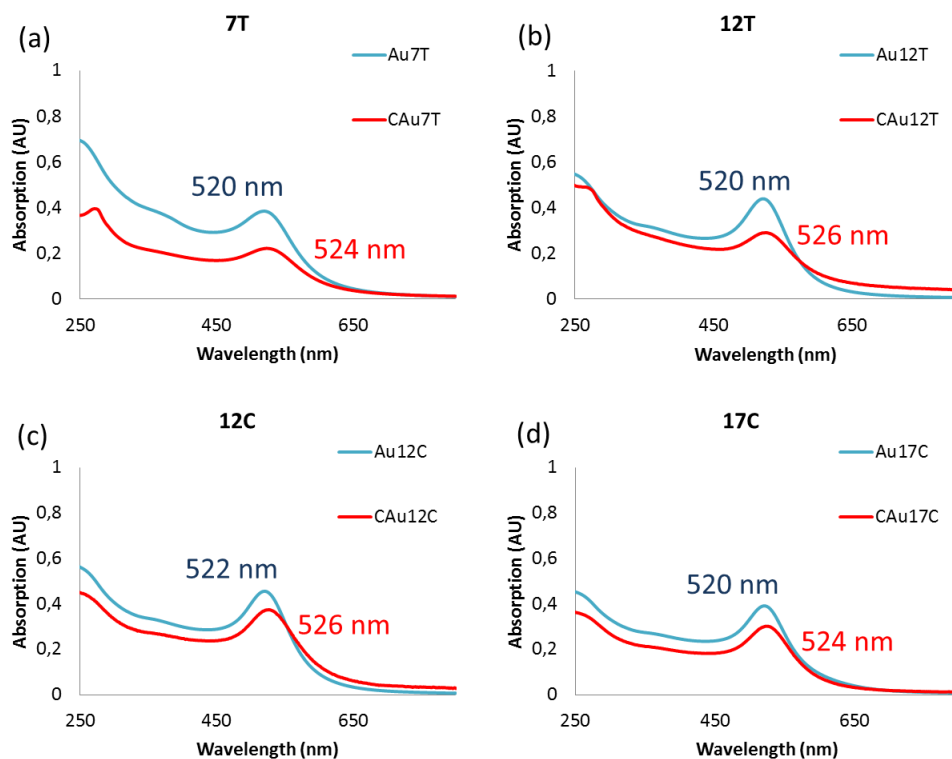 (a)
7T
Au7T
CAu7T
Absorption (AU)
1
0,8
0,6
0,4
0,2
0
520 nm
524 nm
250
450
650
Wavelength (nm)
(b)
12T
Au12T
CAu12T
Absorption (AU)
1
0,8
0,6
0,4
0,2
0
520 nm
526 nm
250
450
650
Wavelength (nm)
(c)
12C
Au12C
CAu12C
Absorption (AU)
1
0,8
0,6
0,4
0,2
0
522 nm
526 nm
250
450
650
Wavelength (nm)
(d)
17C
Au17C
CAu17C
Absorption (AU)
1
0,8
0,6
0,4
0,2
0
520 nm
524 nm
250
450
650
Wavelength (nm)